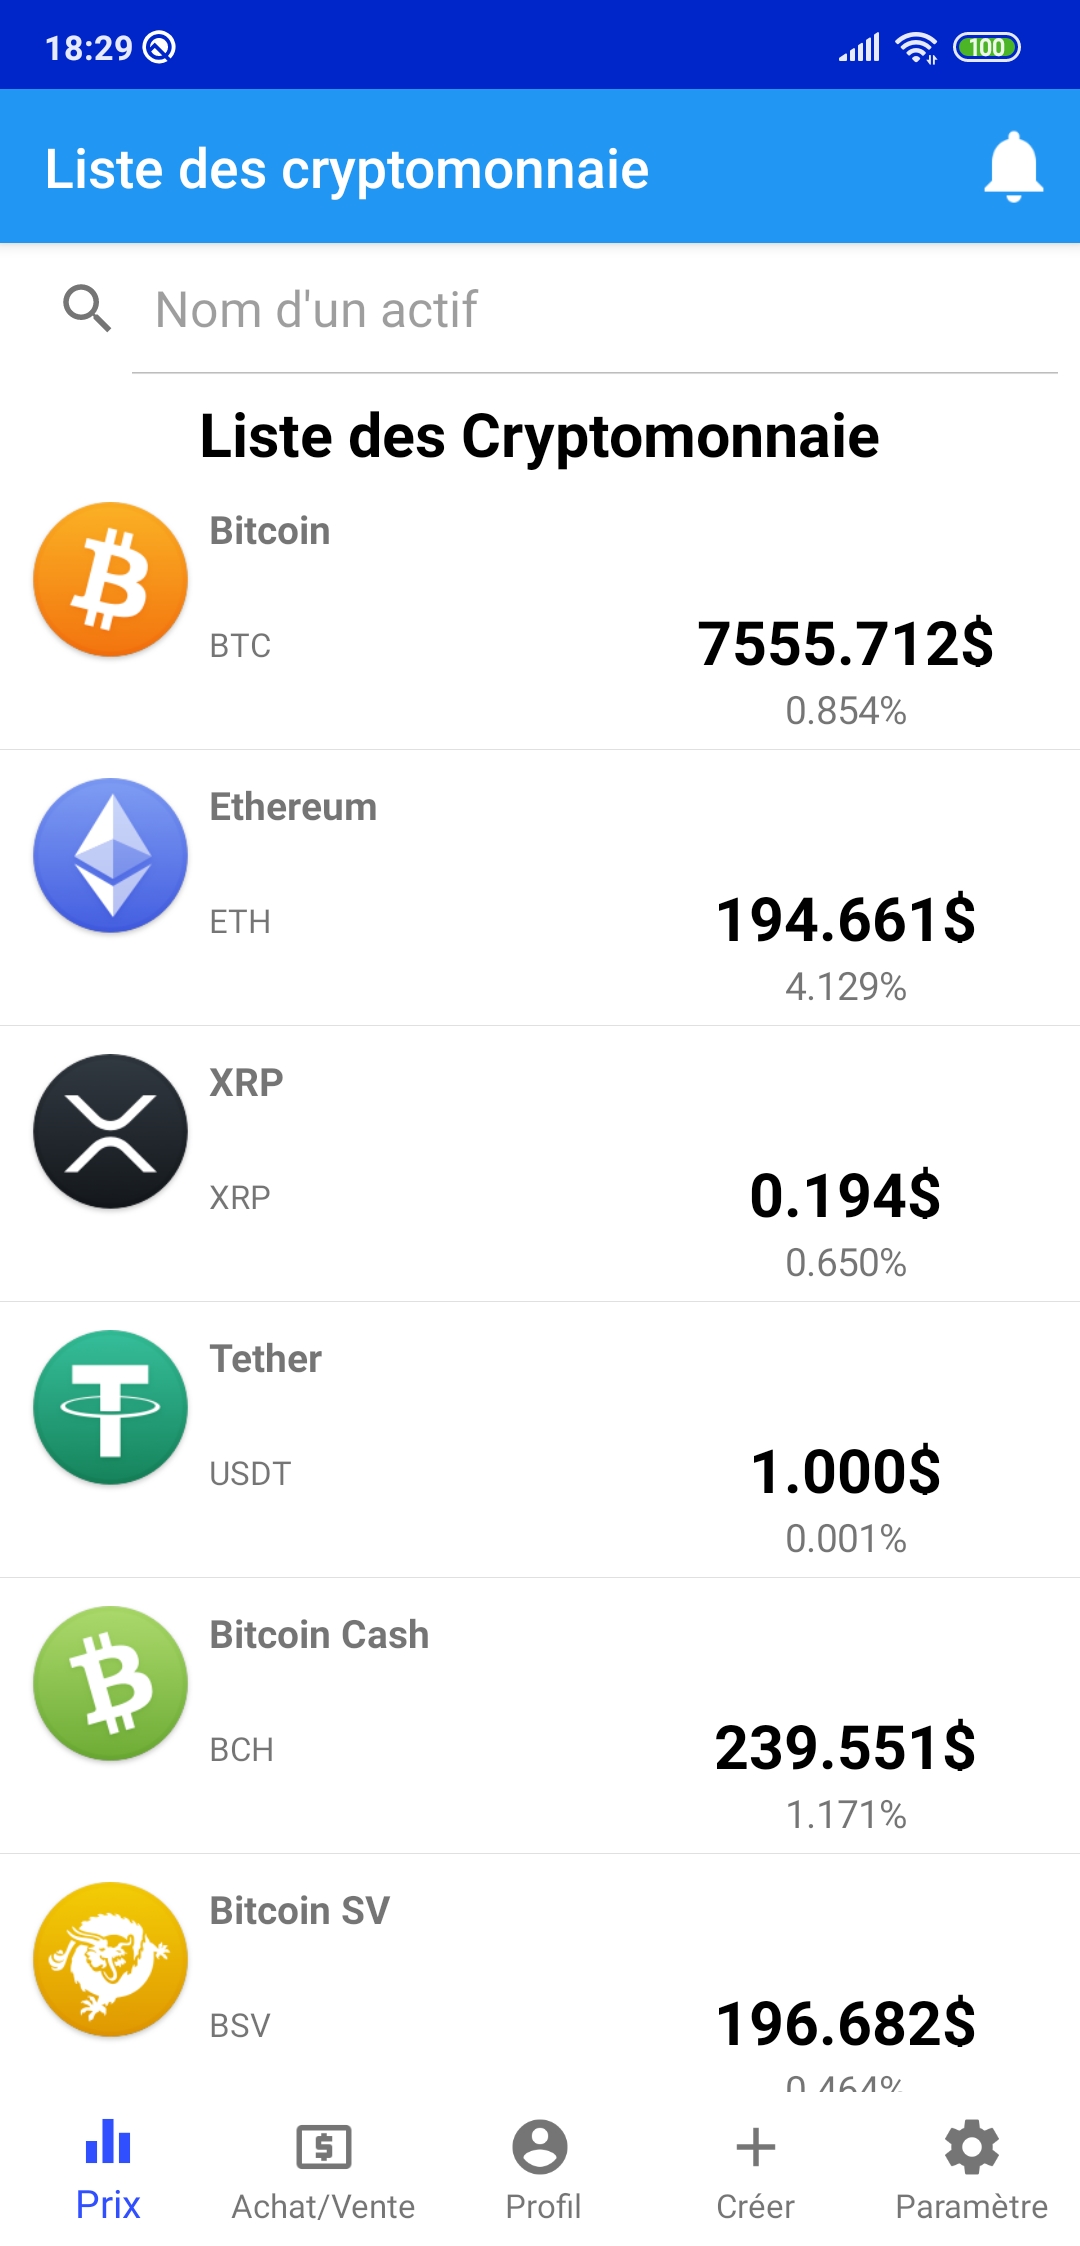 18:29
100
Liste des cryptomonnaie
Nom d'un actif
Liste des Cryptomonnaie
Bitcoin
BTC
7555.712$
0.854%
Ethereum
ETH
194.661$
4.129%
XRP
XRP
0.194$
0.650%
Tether
USDT
1.000$
0.001%
Bitcoin Cash
BCH
239.551$
1.171%
Bitcoin SV
BSV
196.682$
0.464%
Prix
Achat/Vente
Profil
Créer
Paramètre